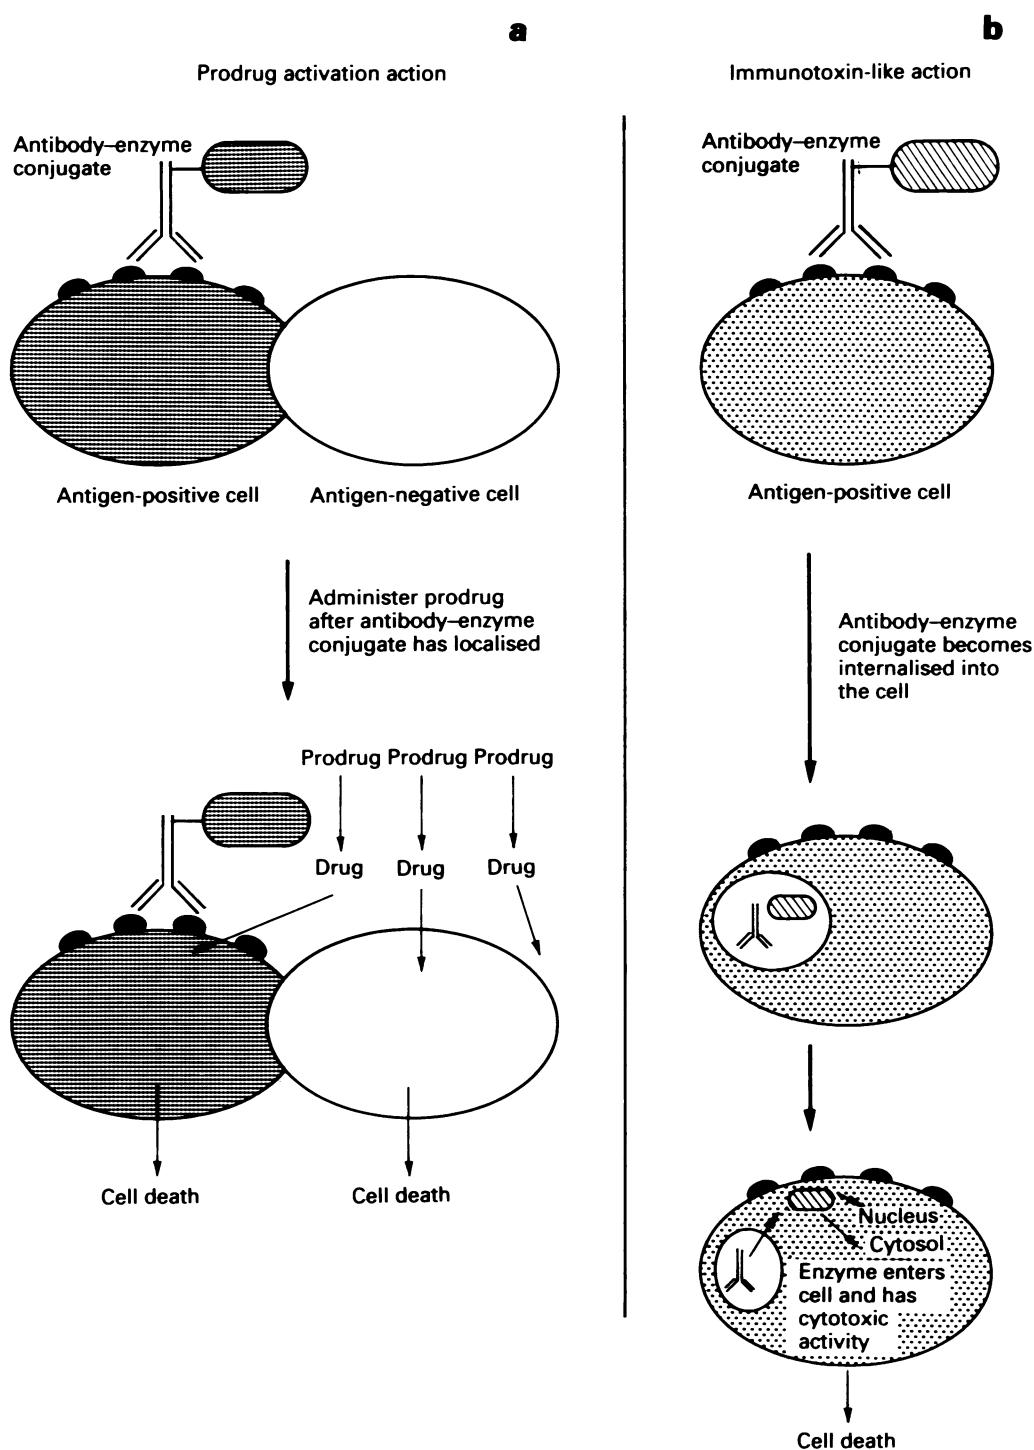 a
Prodrug activation action
Antibody–enzyme
conjugate
Antigen-positive cell
Antigen-negative cell
Administer prodrug
after antibody–enzyme
conjugate has localised
Prodrug Prodrug Prodrug
Drug Drug Drug
Cell death
Cell death
b
Immunotoxin-like action
Antibody–enzyme
conjugate
Antigen-positive cell
Antibody–enzyme
conjugate becomes
internalised into
the cell
Nucleus
Cytosol
Enzyme enters
cell and has
cytotoxic
activity
Cell death